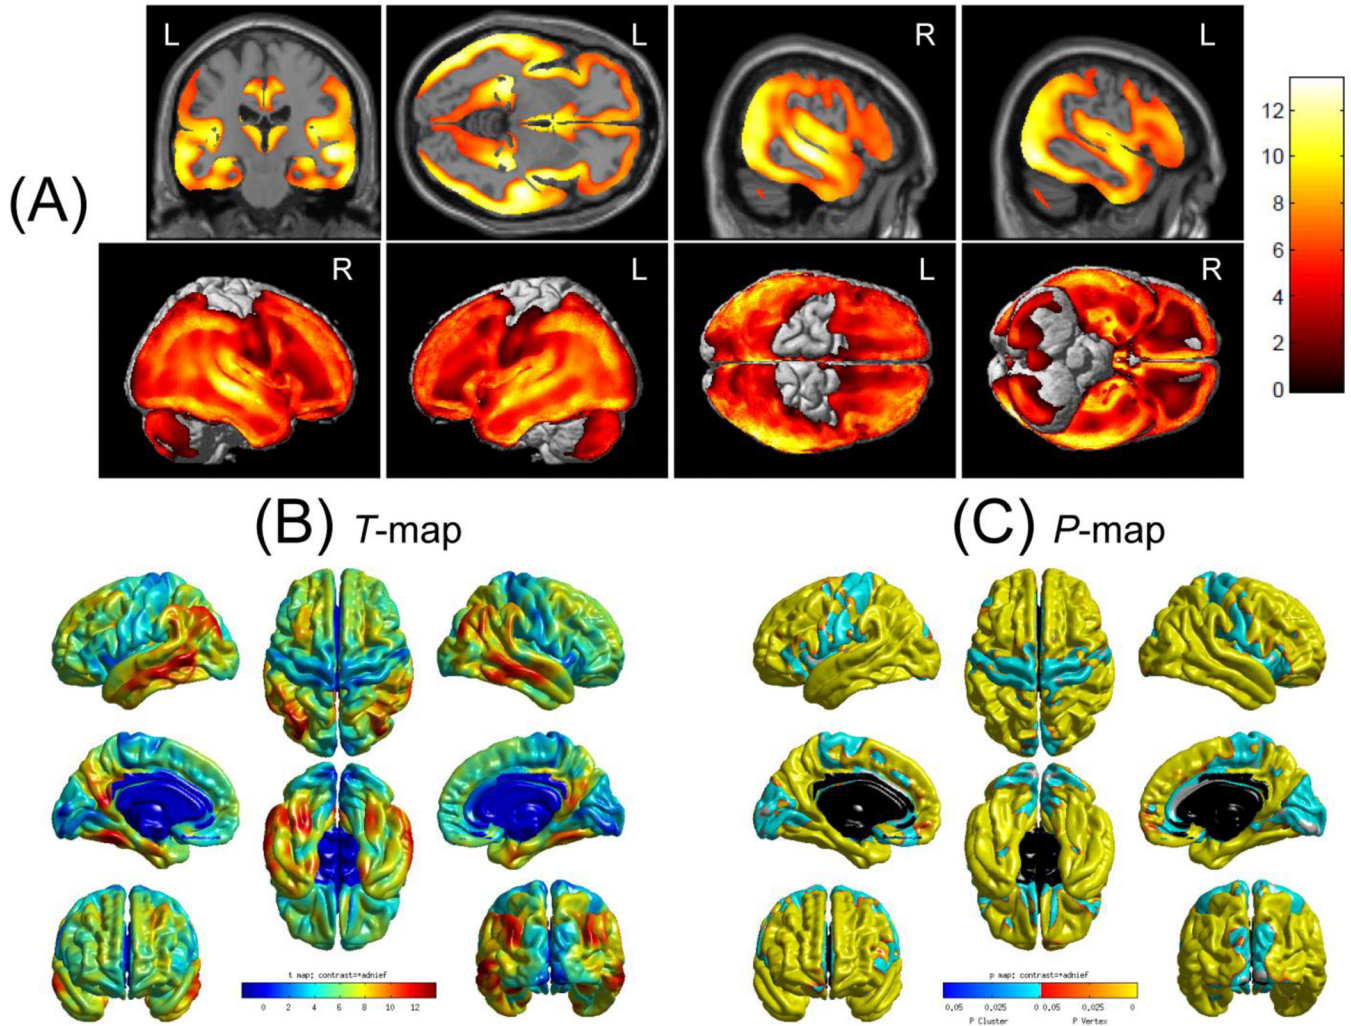 (A)
L
L
R
L
R
L
L
R
12
10
8
6
4
2
0
(B) T-map
(C) P-map
t map: contrast=+adnief
0 2 4 6 8 10 12
p map: contrast=+adnief
0.05 0.025 0 0.05 0.025 0
P Cluster P Vertex